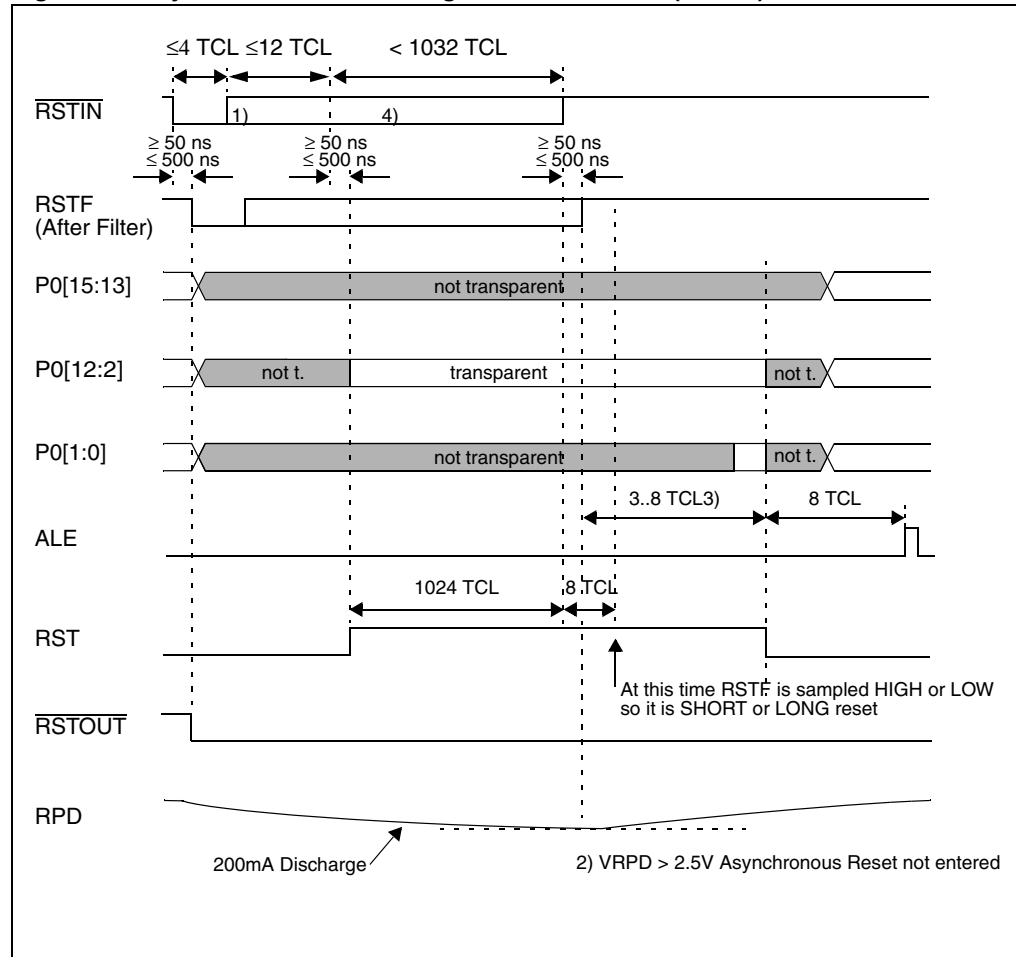 ≤4 TCL ≤12 TCL < 1032 TCL
RSTIN
1) 4)
≥ 50 ns ≥ 50 ns ≥ 50 ns
≤ 500 ns ≤ 500 ns ≤ 500 ns
RSTF
(After Filter)
P0[15:13] not transparent
P0[12:2] not t. transparent not t.
P0[1:0] not transparent not t.
3..8 TCL3) 8 TCL
ALE
1024 TCL 8 TCL
RST
At this time RSTF is sampled HIGH or LOW
so it is SHORT or LONG reset
RSTOUT
RPD
200mA Discharge 2) VRPD > 2.5V Asynchronous Reset not entered